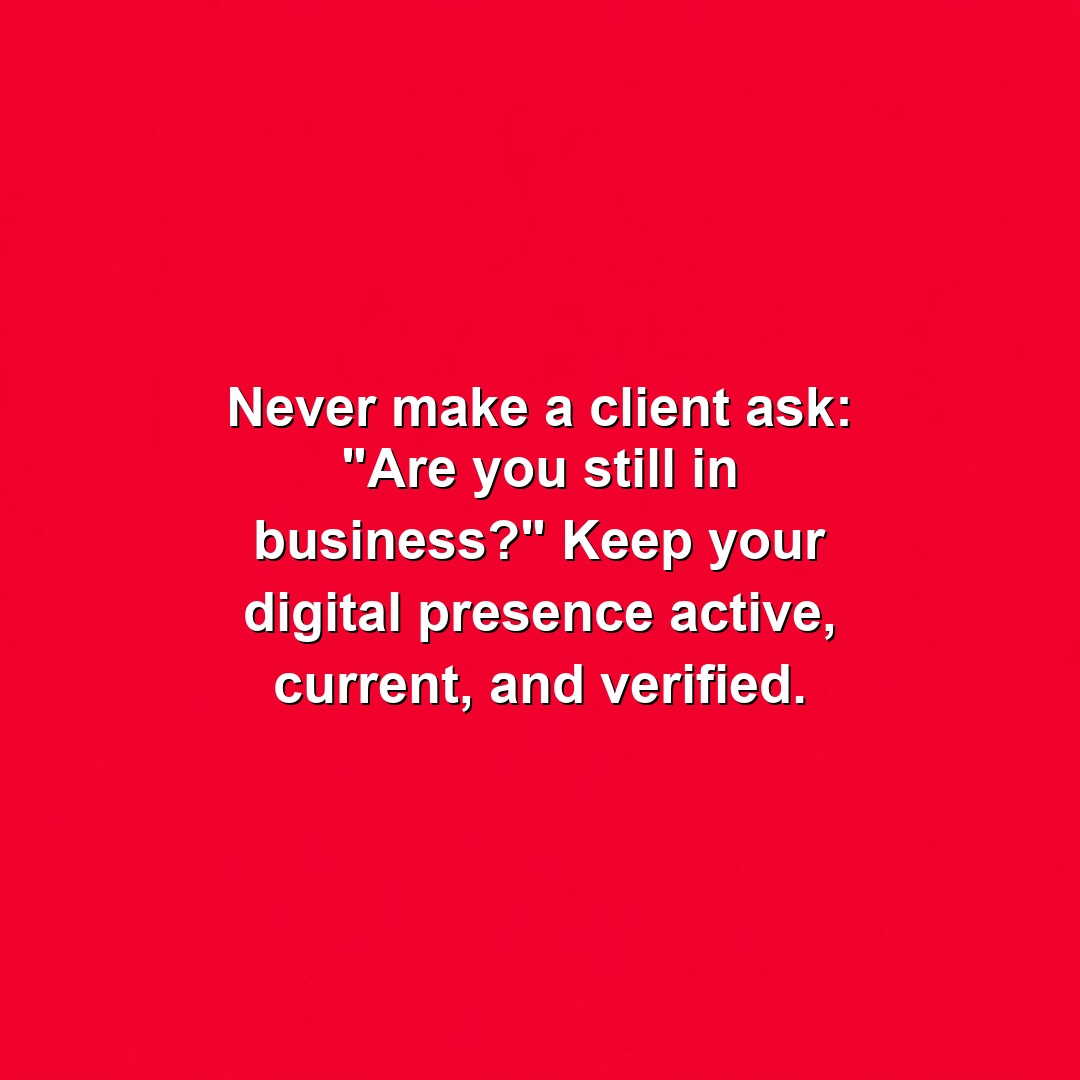 Never make a client ask:
"Are you still in
business?" Keep your
digital presence active,
current, and verified.